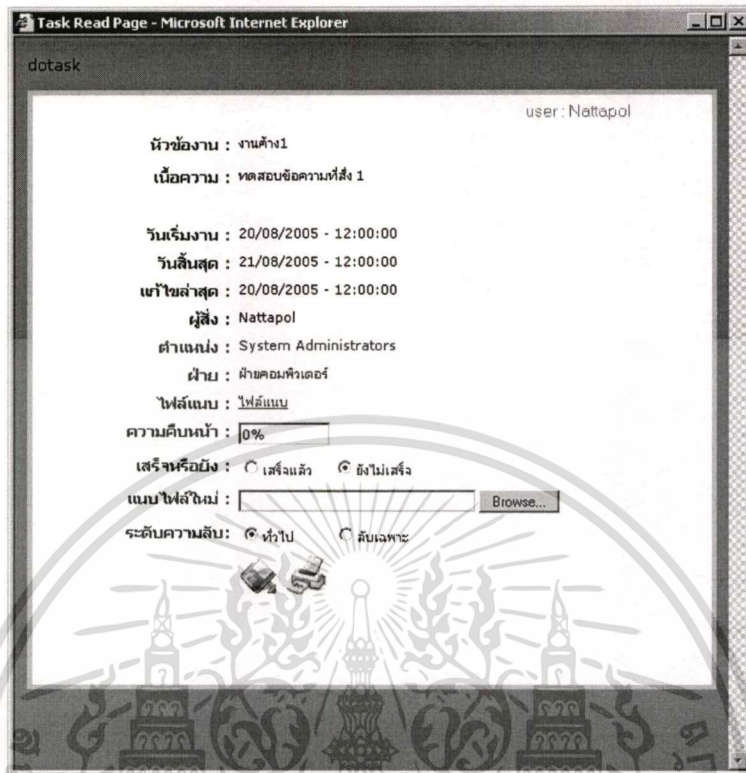 Task Read Page - Microsoft Internet Explorer
dotask
user : Nattapol
หัวข้องาน : งานค้าง1
เนื้อความ : ทดสอบข้อความที่สั่ง 1
วันเริ่มงาน : 20/08/2005 - 12:00:00
วันสิ้นสุด : 21/08/2005 - 12:00:00
แก้ไขล่าสุด : 20/08/2005 - 12:00:00
ผู้สั่ง : Nattapol
ตำแหน่ง : System Administrators
ฝ่าย : ฝ่ายคอมพิวเตอร์
ไฟล์แนบ : ไฟล์แนบ
ความคืบหน้า : 0%
เสร็จหรือยัง : เสร็จแล้ว ยังไม่เสร็จ
แนบไฟล์ใหม่ : Browse...
ระดับความลับ: ทั่วไป ลับเฉพาะ